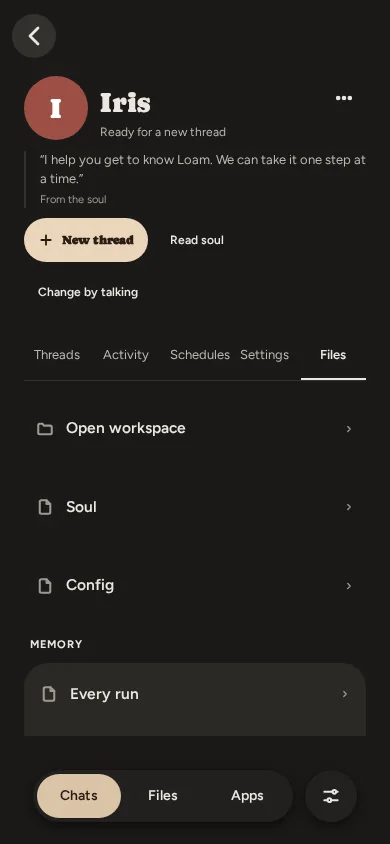 I
Iris
Ready for a new thread
“I help you get to know Loam. We can take it one step at
a time.”
From the soul
New thread
Read soul
Change by talking
Threads Activity Schedules Settings Files
Open workspace
Soul
Config
MEMORY
Every run
Chats Files Apps